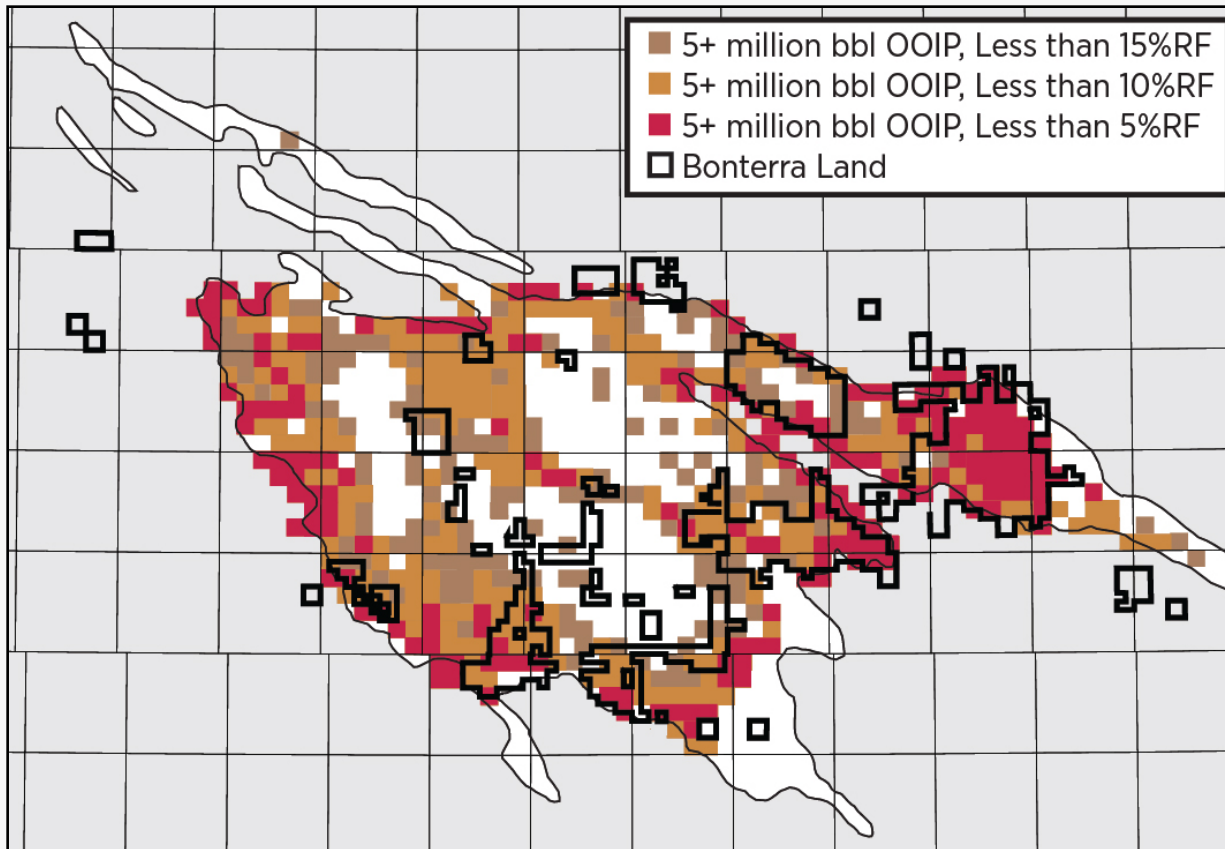 5+ million bbl OOIP, Less than 15%RF
5+ million bbl OOIP, Less than 10%RF
5+ million bbl OOIP, Less than 5%RF
Bonterra Land